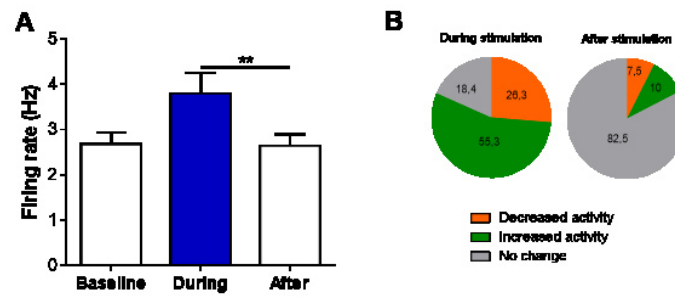 A
Firing rate (Hz)
5
4
3
2
1
0
**
Baseline
During
After
B
During stimulation
After stimulation
18,4
26,3
55,3
7,5
10
82,5
Decreased activity
Increased activity
No change